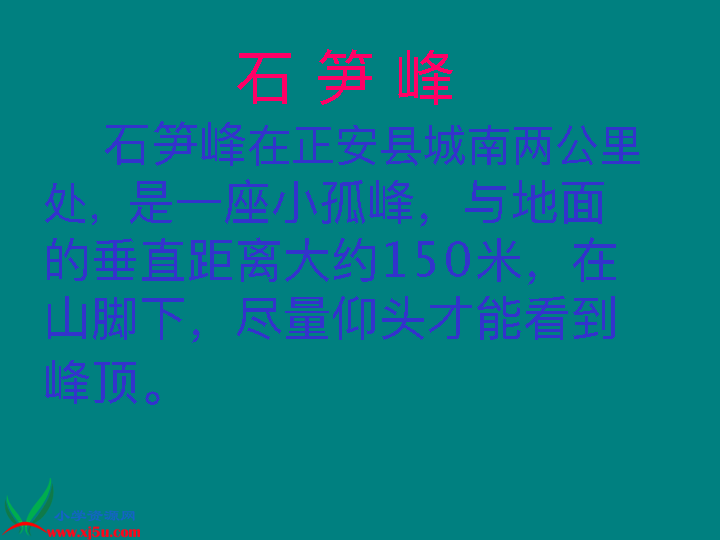 石 笋 峰
石笋峰在正安县城南两公里
处，是一座小孤峰，与地面
的垂直距离大约150米，在
山脚下，尽量仰头才能看到
峰顶。
www.xj5u.com